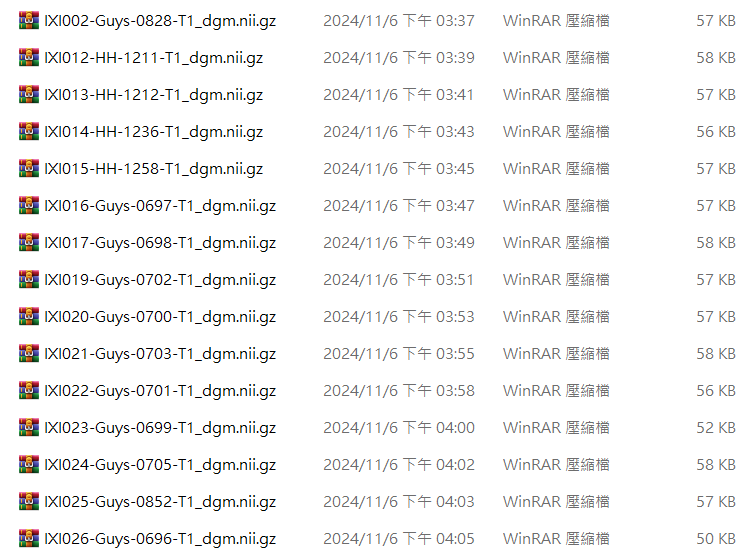 IXI002-Guys-0828-T1_dgm.nii.gz 2024/11/6 下午 03:37 WinRAR 壓縮檔 57 KB
IXI012-HH-1211-T1_dgm.nii.gz 2024/11/6 下午 03:39 WinRAR 壓縮檔 58 KB
IXI013-HH-1212-T1_dgm.nii.gz 2024/11/6 下午 03:41 WinRAR 壓縮檔 57 KB
IXI014-HH-1236-T1_dgm.nii.gz 2024/11/6 下午 03:43 WinRAR 壓縮檔 56 KB
IXI015-HH-1258-T1_dgm.nii.gz 2024/11/6 下午 03:45 WinRAR 壓縮檔 57 KB
IXI016-Guys-0697-T1_dgm.nii.gz 2024/11/6 下午 03:47 WinRAR 壓縮檔 57 KB
IXI017-Guys-0698-T1_dgm.nii.gz 2024/11/6 下午 03:49 WinRAR 壓縮檔 58 KB
IXI019-Guys-0702-T1_dgm.nii.gz 2024/11/6 下午 03:51 WinRAR 壓縮檔 57 KB
IXI020-Guys-0700-T1_dgm.nii.gz 2024/11/6 下午 03:53 WinRAR 壓縮檔 57 KB
IXI021-Guys-0703-T1_dgm.nii.gz 2024/11/6 下午 03:55 WinRAR 壓縮檔 58 KB
IXI022-Guys-0701-T1_dgm.nii.gz 2024/11/6 下午 03:58 WinRAR 壓縮檔 56 KB
IXI023-Guys-0699-T1_dgm.nii.gz 2024/11/6 下午 04:00 WinRAR 壓縮檔 52 KB
IXI024-Guys-0705-T1_dgm.nii.gz 2024/11/6 下午 04:02 WinRAR 壓縮檔 58 KB
IXI025-Guys-0852-T1_dgm.nii.gz 2024/11/6 下午 04:03 WinRAR 壓縮檔 57 KB
IXI026-Guys-0696-T1_dgm.nii.gz 2024/11/6 下午 04:05 WinRAR 壓縮檔 50 KB